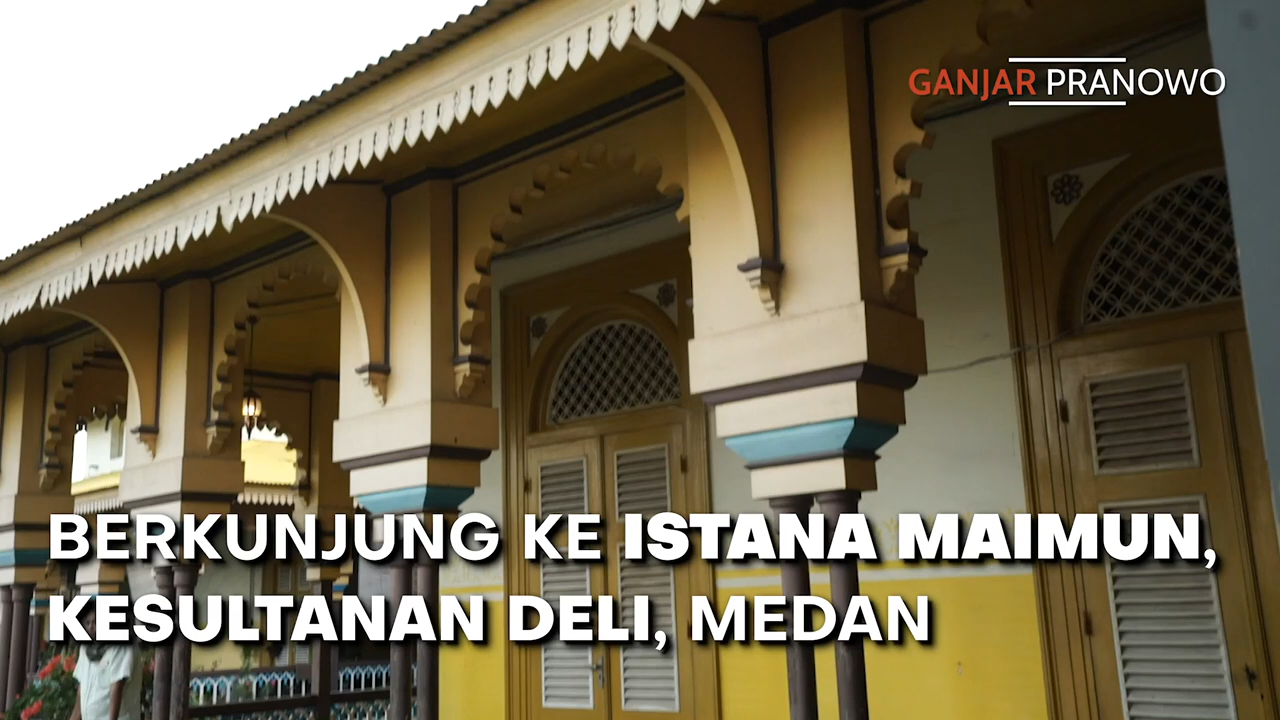 GANJAR PRANOWO
BERKUNJUNG KE ISTANA MAIMUN,
KESULTANAN DELI, MEDAN